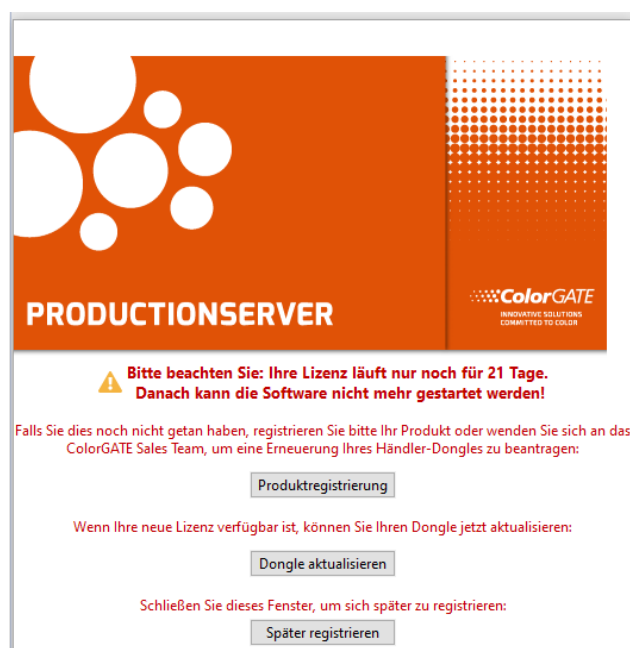 PRODUCTIONSERVER
ColorGATE
INNOVATIVE SOLUTIONS
COMMITTED TO COLOR
Bitte beachten Sie: Ihre Lizenz läuft nur noch für 21 Tage.
Danach kann die Software nicht mehr gestartet werden!
Falls Sie dies noch nicht getan haben, registrieren Sie bitte Ihr Produkt oder wenden Sie sich an das
ColorGATE Sales Team, um eine Erneuerung Ihres Händler-Dongles zu beantragen:
Produktregistrierung
Wenn Ihre neue Lizenz verfügbar ist, können Sie Ihren Dongle jetzt aktualisieren:
Dongle aktualisieren
Schließen Sie dieses Fenster, um sich später zu registrieren:
Später registrieren